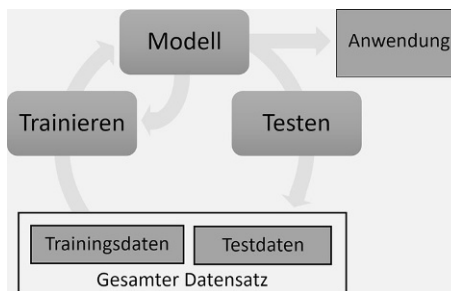 Modell
Anwendung
Trainieren
Testen
Trainingsdaten
Testdaten
Gesamter Datensatz